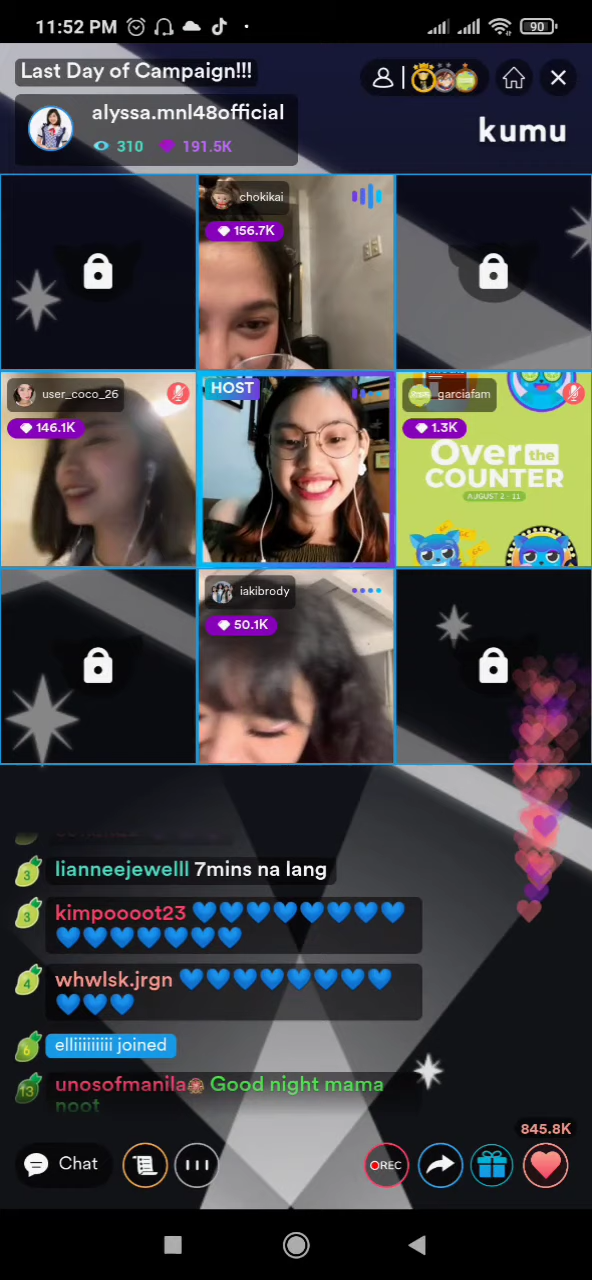 11:52 PM
90
Last Day of Campaign!!!
alyssa.mnl48official
310
191.5K
kumu
chokikai
156.7K
user_coco_26
146.1K
HOST
garciafam
1.3K
Over the
COUNTER
AUGUST 2 - 11
iakibrody
50.1K
3
lianneejewelll 7mins na lang
3
kimpoooot23 💙💙💙💙💙💙💙💙
💙💙💙💙💙💙💙
4
whwlsk.jrgn 💙💙💙💙💙💙💙💙
💙💙💙
6
elliiiiiiiiii joined
13
unosofmanila Good night mama
noot
845.8K
Chat
REC